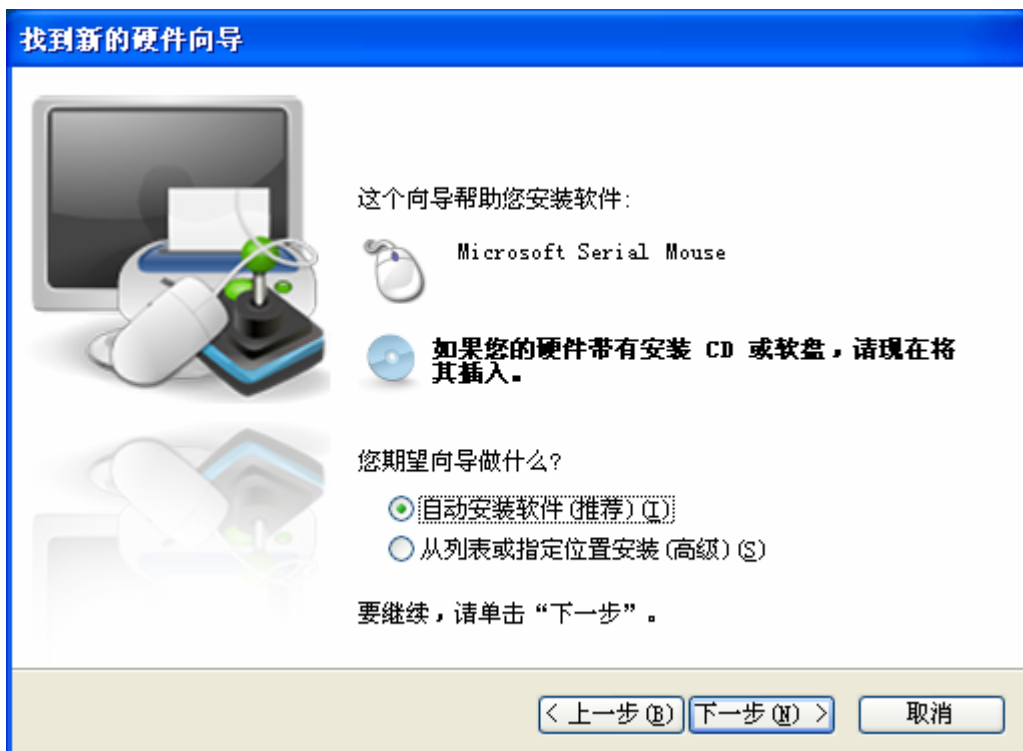 找到新的硬件向导
这个向导帮助您安装软件:
Microsoft Serial Mouse
如果您的硬件带有安装 CD 或软盘，请现在将
其插入。
您期望向导做什么?
自动安装软件(推荐)(I)
从列表或指定位置安装(高级)(S)
要继续，请单击“下一步”。
< 上一步(B) 下一步(N) > 取消